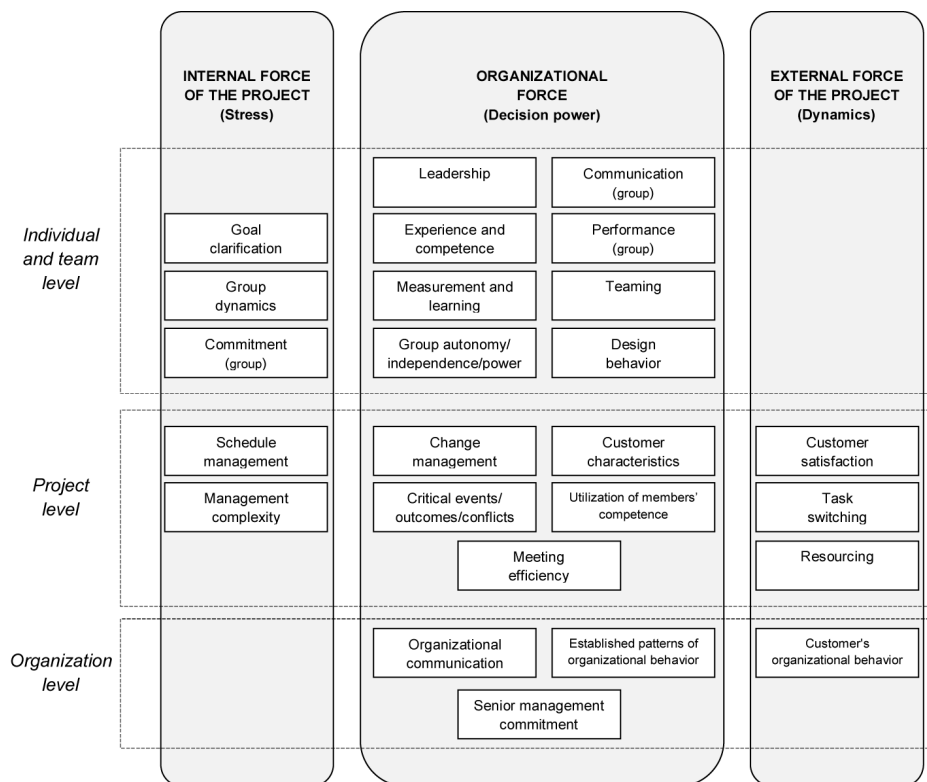 INTERNAL FORCE
OF THE PROJECT
(Stress)
ORGANIZATIONAL
FORCE
(Decision power)
EXTERNAL FORCE
OF THE PROJECT
(Dynamics)
Individual
and team
level
Goal
clarification
Group
dynamics
Commitment
(group)
Leadership
Communication
(group)
Experience and
competence
Performance
(group)
Measurement and
learning
Teaming
Group autonomy/
independence/power
Design
behavior
Project
level
Schedule
management
Management
complexity
Change
management
Customer
characteristics
Critical events/
outcomes/conflicts
Utilization of members'
competence
Meeting
efficiency
Customer
satisfaction
Task
switching
Resourcing
Organization
level
Organizational
communication
Established patterns of
organizational behavior
Senior management
commitment
Customer's
organizational behavior